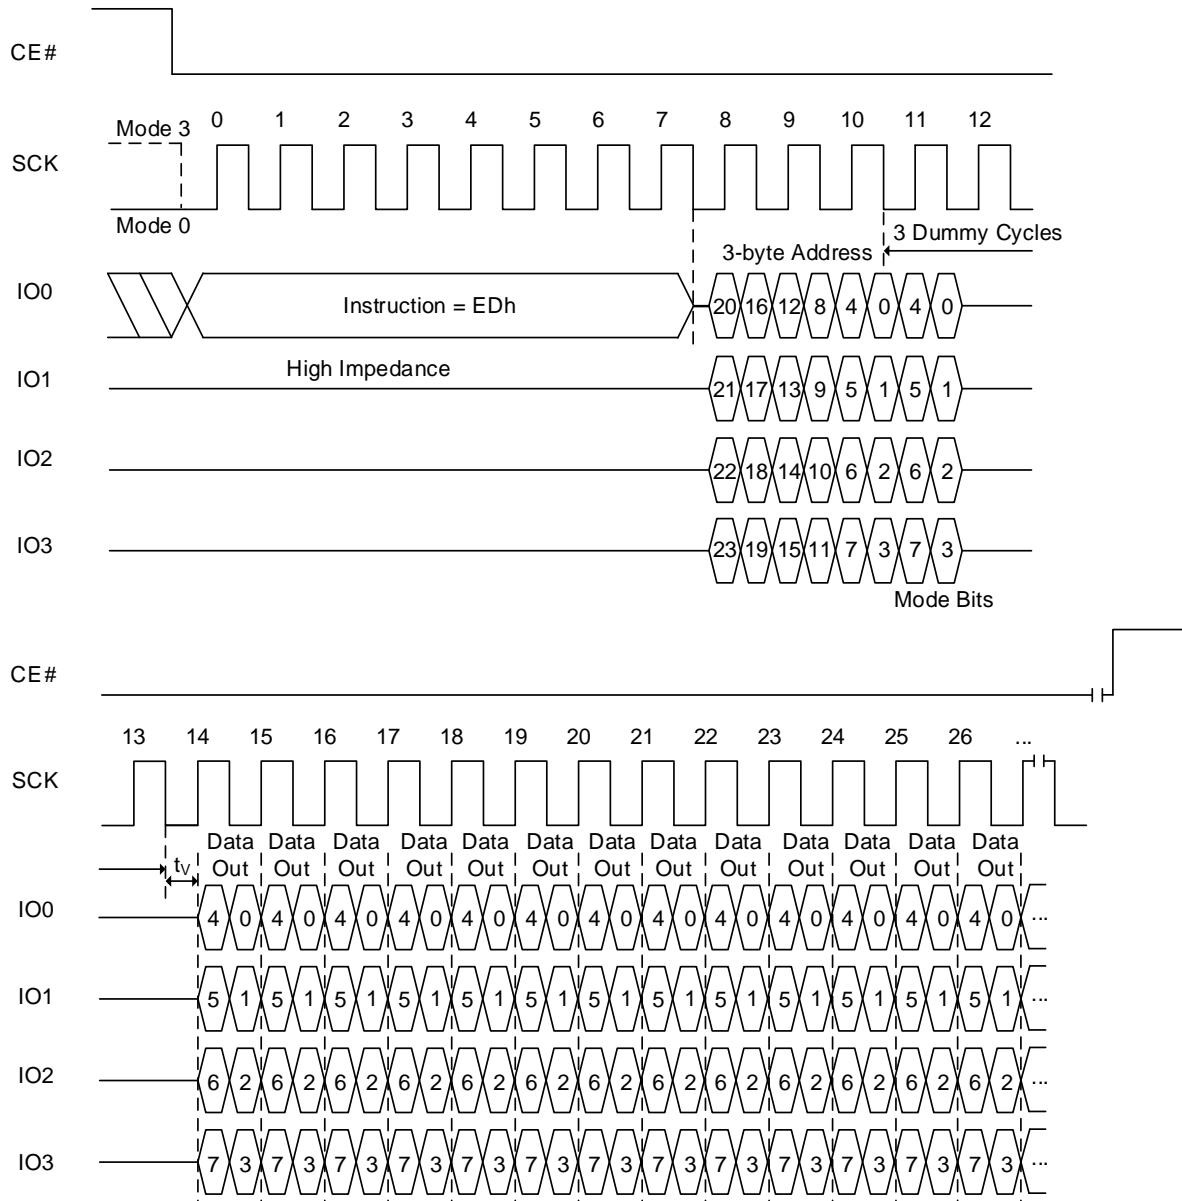 CE#
Mode 3 0 1 2 3 4 5 6 7 8 9 10 11 12
SCK
Mode 0
3-byte Address 3 Dummy Cycles
IO0 Instruction = EDh 20 16 12 8 4 0 4 0
High Impedance
IO1 21 17 13 9 5 1 5 1
IO2 22 18 14 10 6 2 6 2
IO3 23 19 15 11 7 3 7 3
Mode Bits
CE#
13 14 15 16 17 18 19 20 21 22 23 24 25 26 ...
SCK
tV Data Out Data Out Data Out Data Out Data Out Data Out Data Out Data Out Data Out Data Out Data Out Data Out Data Out
IO0 4 0 4 0 4 0 4 0 4 0 4 0 4 0 4 0 4 0 4 0 4 0 4 0 4 0 ...
IO1 5 1 5 1 5 1 5 1 5 1 5 1 5 1 5 1 5 1 5 1 5 1 5 1 5 1 ...
IO2 6 2 6 2 6 2 6 2 6 2 6 2 6 2 6 2 6 2 6 2 6 2 6 2 6 2 ...
IO3 7 3 7 3 7 3 7 3 7 3 7 3 7 3 7 3 7 3 7 3 7 3 7 3 7 3 ...